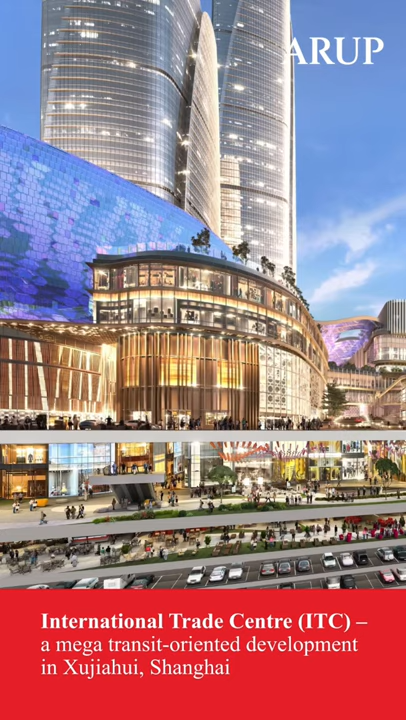 ARUP
International Trade Centre (ITC) –
a mega transit-oriented development
in Xujiahui, Shanghai